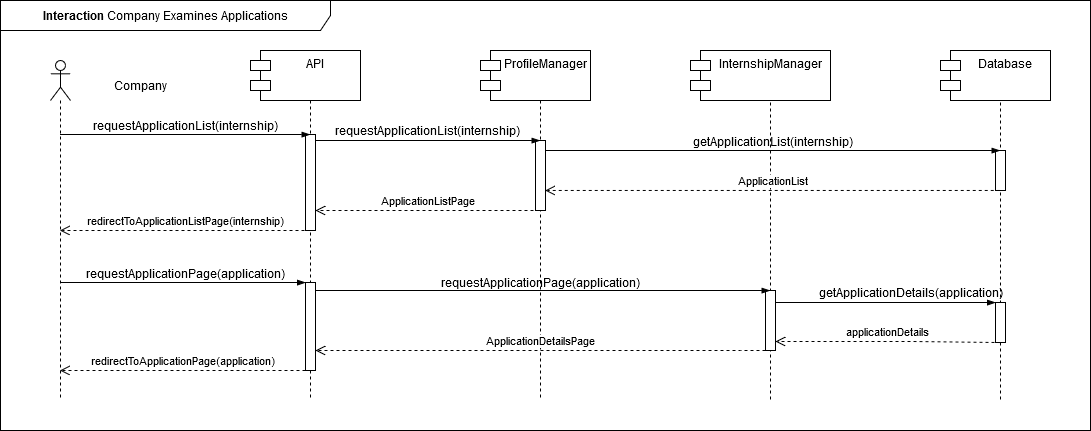 Interaction Company Examines Applications
Company
API
ProfileManager
InternshipManager
Database
requestApplicationList(internship)
requestApplicationList(internship)
getApplicationList(internship)
ApplicationList
ApplicationListPage
redirectToApplicationListPage(internship)
requestApplicationPage(application)
requestApplicationPage(application)
getApplicationDetails(application)
applicationDetails
ApplicationDetailsPage
redirectToApplicationPage(application)